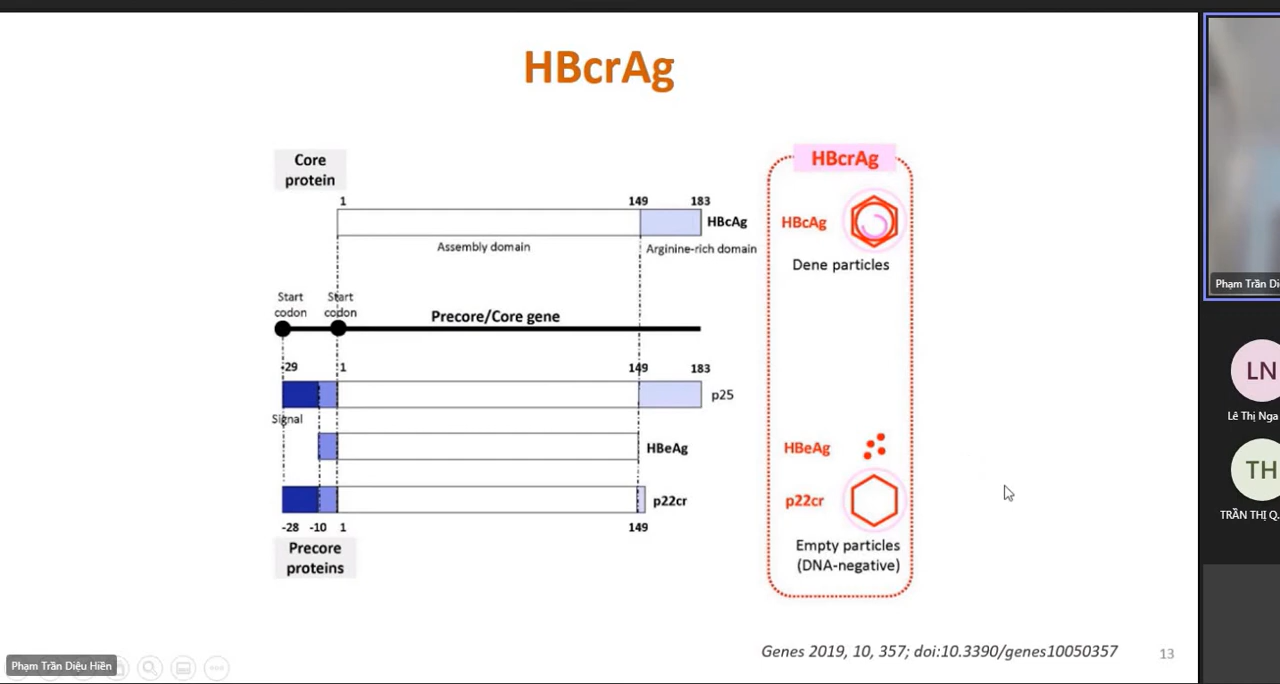 HBcrAg
Core
protein
1
149
183
HBcAg
Assembly domain
Arginine-rich domain
Start
codon
Start
codon
Precore/Core gene
-29
1
149
183
p25
Signal
HBeAg
p22cr
-28
-10
1
149
Precore
proteins
HBcrAg
HBcAg
Dene particles
HBeAg
p22cr
Empty particles
(DNA-negative)
Genes 2019, 10, 357; doi:10.3390/genes10050357
13
Phạm Trần Diệu Hiền
Phạm Trần Di
LN
Lê Thị Nga
TH
TRẦN THỊ Q...